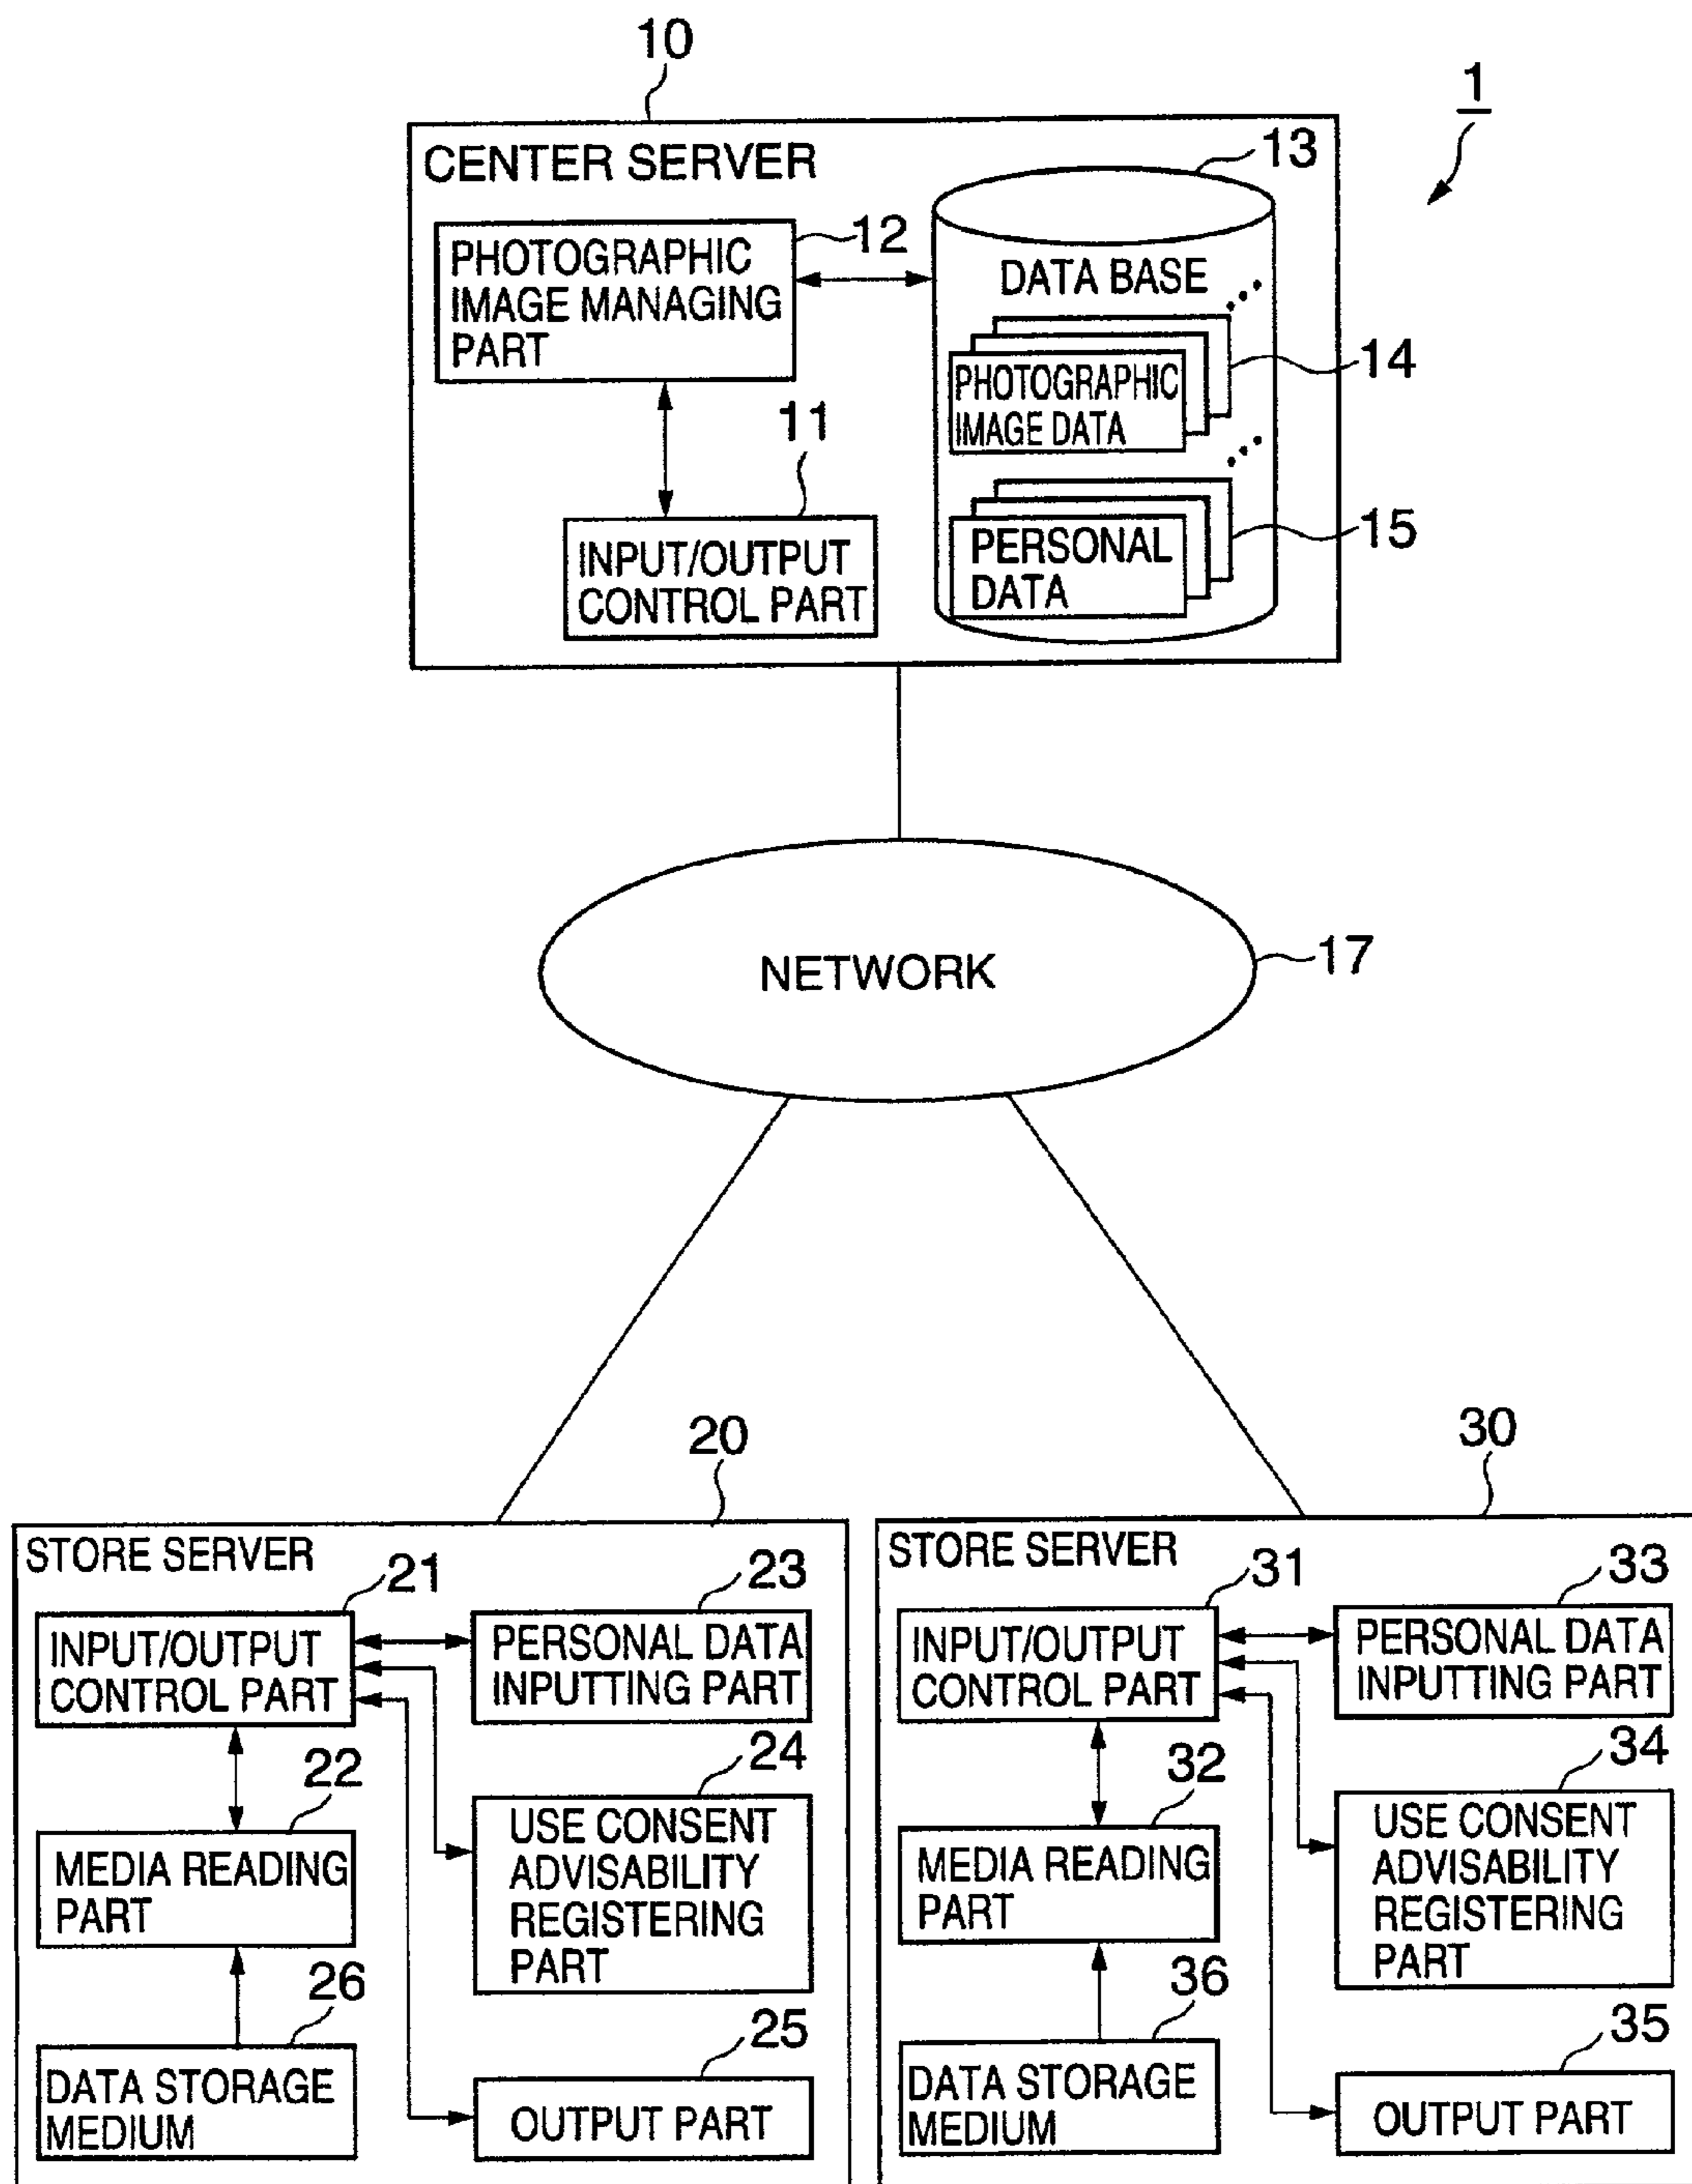 10
1
CENTER SERVER
13
12
PHOTOGRAPHIC
IMAGE MANAGING
PART
DATA BASE
14
PHOTOGRAPHIC
IMAGE DATA
11
INPUT/OUTPUT
CONTROL PART
15
PERSONAL
DATA
NETWORK
17
20
STORE SERVER
21
23
INPUT/OUTPUT
CONTROL PART
PERSONAL DATA
INPUTTING PART
22
24
MEDIA READING
PART
USE CONSENT
ADVISABILITY
REGISTERING
PART
26
25
DATA STORAGE
MEDIUM
OUTPUT PART
30
STORE SERVER
31
33
INPUT/OUTPUT
CONTROL PART
PERSONAL DATA
INPUTTING PART
32
34
MEDIA READING
PART
USE CONSENT
ADVISABILITY
REGISTERING
PART
36
35
DATA STORAGE
MEDIUM
OUTPUT PART